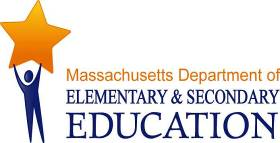 Massachusetts Department of
ELEMENTARY & SECONDARY
EDUCATION